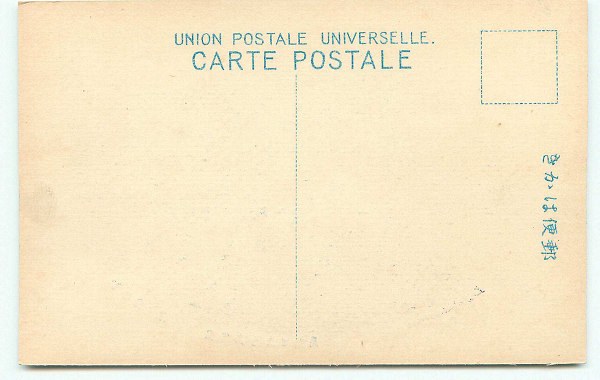 UNION POSTALE UNIVERSELLE.
CARTE POSTALE
郵便はかき